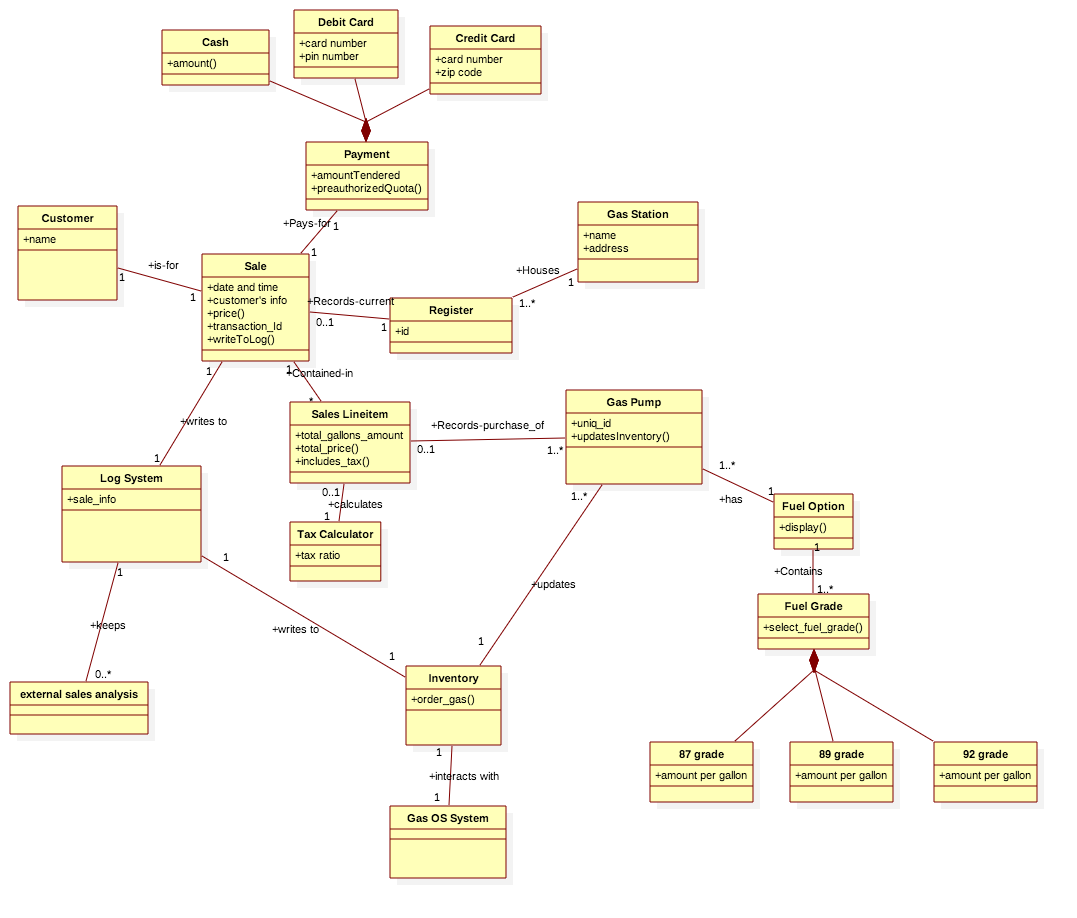 Debit Card
+card number
+pin number
Cash
+amount()
Credit Card
+card number
+zip code
Payment
+amountTendered
+preauthorizedQuota()
+Pays-for
1
1
Customer
+name
+is-for
1
1
Sale
+date and time
+customer's info
+price()
+transaction_Id
+writeToLog()
Gas Station
+name
+address
+Houses
1
1..*
+Records-current
0..1
1
Register
+id
1
+Contained-in
*
1
+writes to
1
Sales Lineitem
+total_gallons_amount
+total_price()
+includes_tax()
+Records-purchase_of
0..1
1..*
Gas Pump
+uniq_id
+updatesInventory()
1..*
+has
1
Fuel Option
+display()
1
+Contains
1..*
Log System
+sale_info
0..1
+calculates
1
Tax Calculator
+tax ratio
1..*
+updates
1
Fuel Grade
+select_fuel_grade()
1
+keeps
0..*
1
+writes to
1
external sales analysis
Inventory
+order_gas()
1
+interacts with
1
Gas OS System
87 grade
+amount per gallon
89 grade
+amount per gallon
92 grade
+amount per gallon